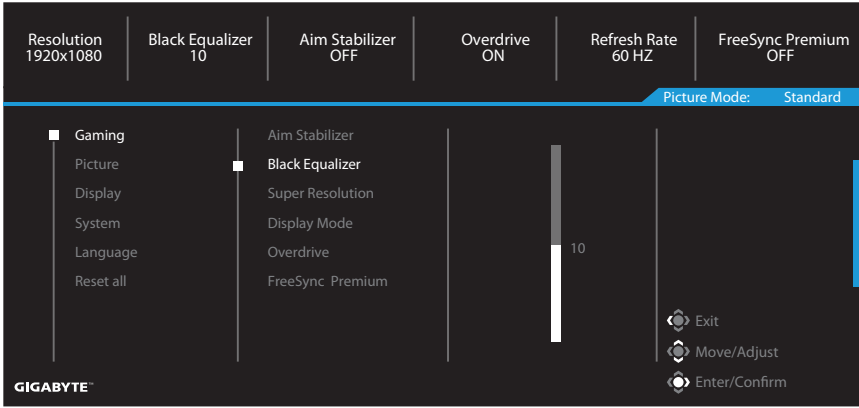 Resolution
1920x1080
Black Equalizer
10
Aim Stabilizer
OFF
Overdrive
ON
Refresh Rate
60 HZ
FreeSync Premium
OFF
Picture Mode: Standard
Gaming
Picture
Display
System
Language
Reset all
Aim Stabilizer
Black Equalizer
Super Resolution
Display Mode
Overdrive
FreeSync Premium
10
Exit
Move/Adjust
Enter/Confirm
GIGABYTE™